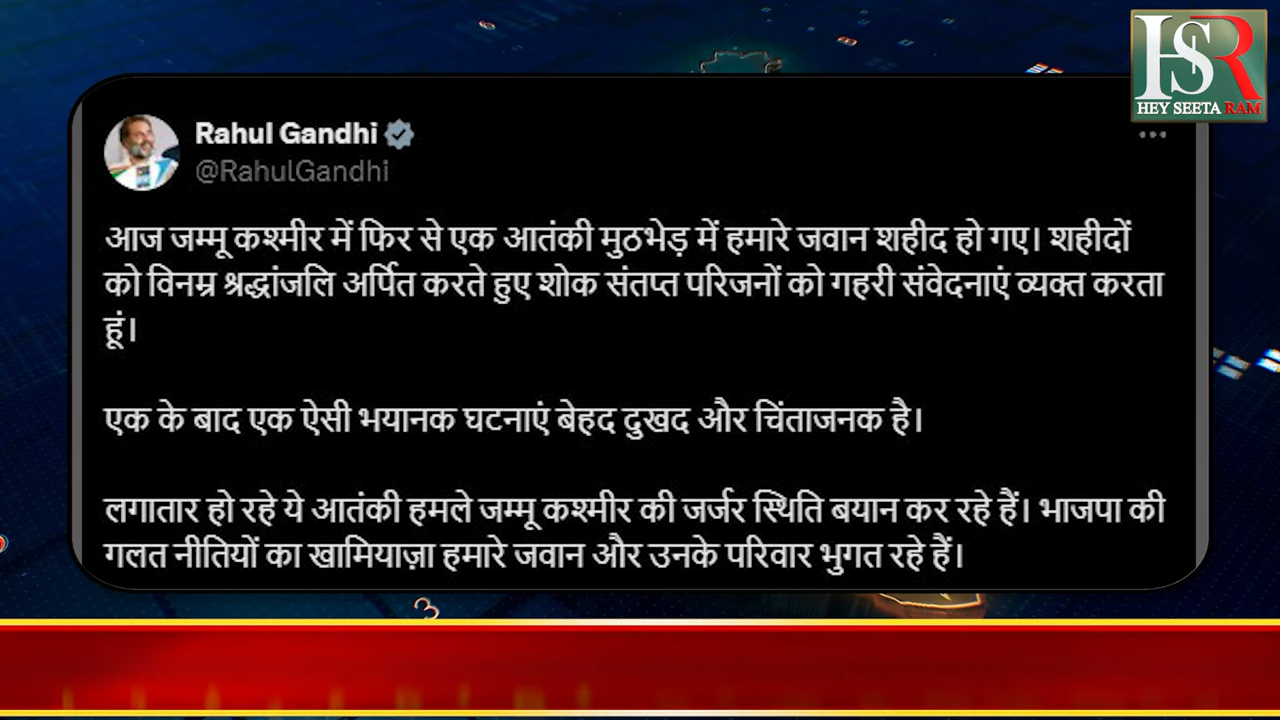 HSR
HEY SEETA RAM
Rahul Gandhi
@RahulGandhi
आज जम्मू कश्मीर में फिर से एक आतंकी मुठभेड़ में हमारे जवान शहीद हो गए। शहीदों
को विनम्र श्रद्धांजलि अर्पित करते हुए शोक संतप्त परिजनों को गहरी संवेदनाएं व्यक्त करता
हूं।
एक के बाद एक ऐसी भयानक घटनाएं बेहद दुखद और चिंताजनक है।
लगातार हो रहे ये आतंकी हमले जम्मू कश्मीर की जर्जर स्थिति बयान कर रहे हैं। भाजपा की
गलत नीतियों का खामियाज़ा हमारे जवान और उनके परिवार भुगत रहे हैं।
3